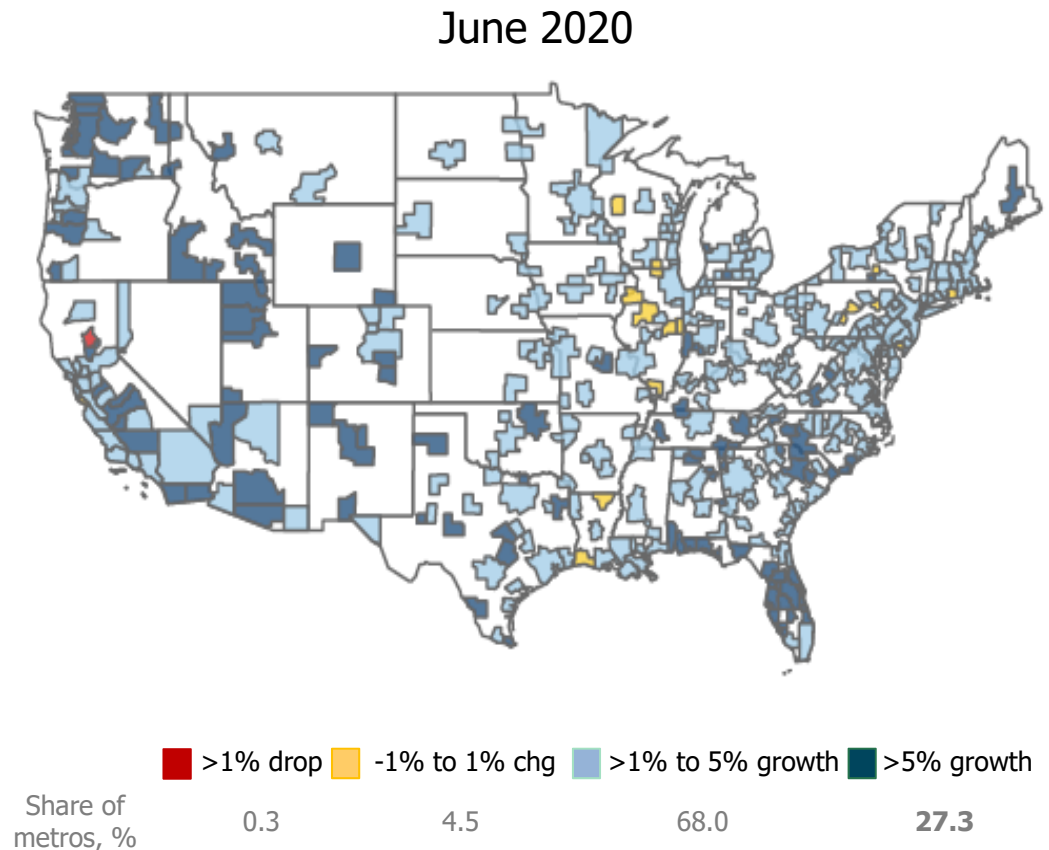 June 2020
>1% drop -1% to 1% chg >1% to 5% growth >5% growth
Share of
metros, % 0.3 4.5 68.0 27.3